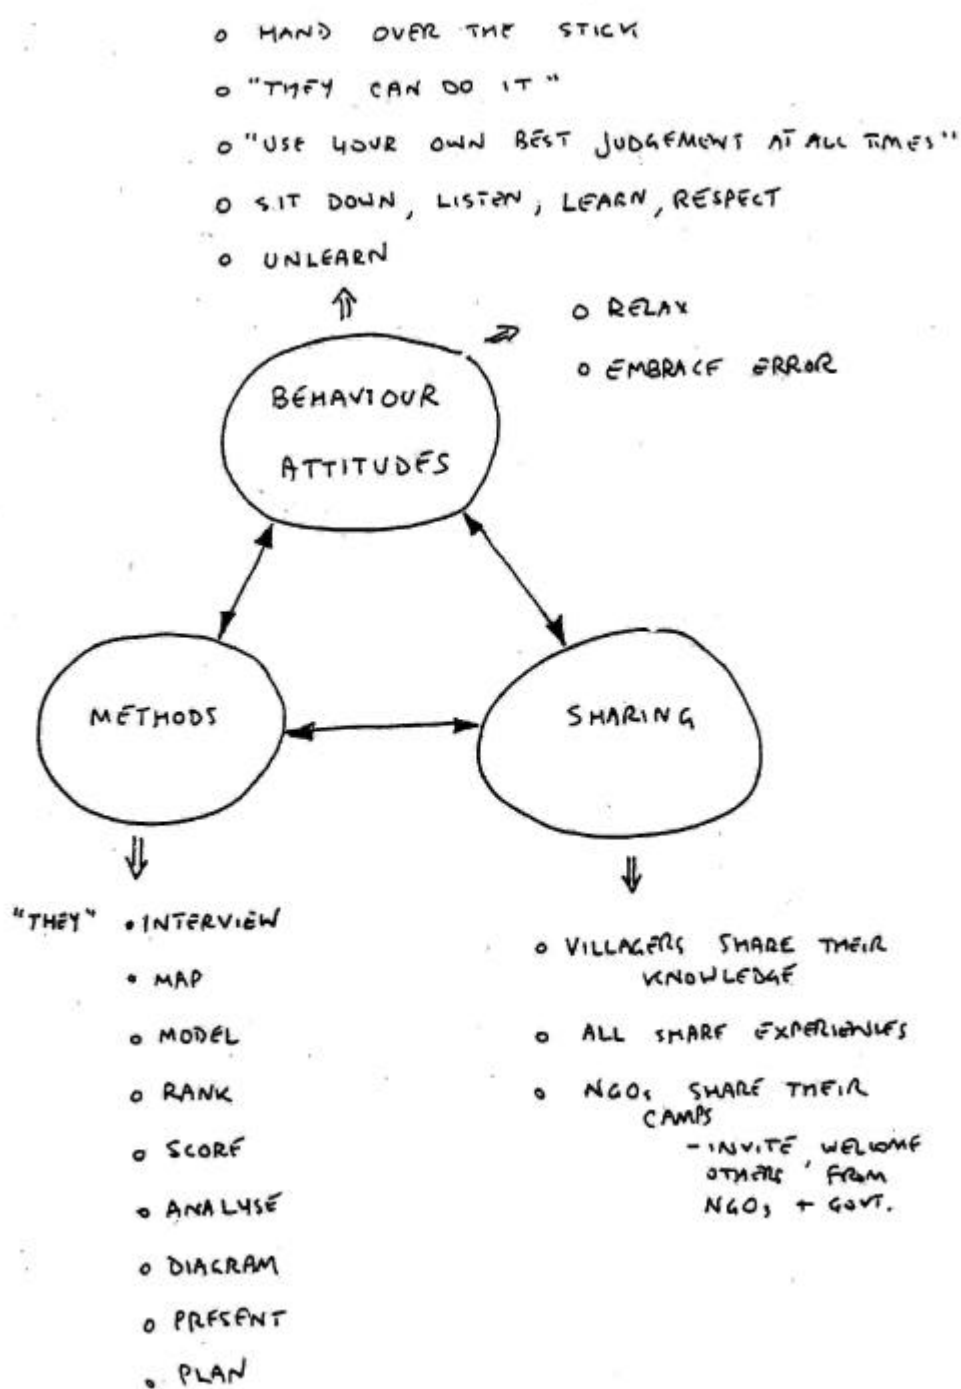 o HAND OVER THE STICK
o "THEY CAN DO IT"
o "USE YOUR OWN BEST JUDGEMENT AT ALL TIMES"
o SIT DOWN, LISTEN, LEARN, RESPECT
o UNLEARN
o RELAX
o EMBRACE ERROR
BEHAVIOUR
ATTITUDES
METHODS
SHARING
"THEY" • INTERVIEW
• MAP
o MODEL
o RANK
o SCORE
o ANALYSE
o DIAGRAM
o PRESENT
• PLAN
o VILLAGERS SHARE THEIR
KNOWLEDGE
o ALL SHARE EXPERIENCES
o NGOs SHARE THEIR
CAMPS
- INVITE, WELCOME
OTHERS FROM
NGOs + GOVT.